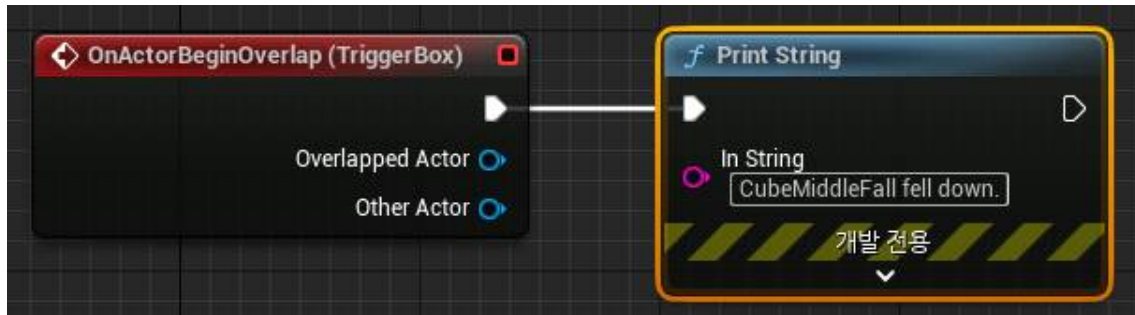 OnActorBeginOverlap (TriggerBox)
Overlapped Actor
Other Actor
f Print String
In String
CubeMiddleFall fell down.
개발 전용